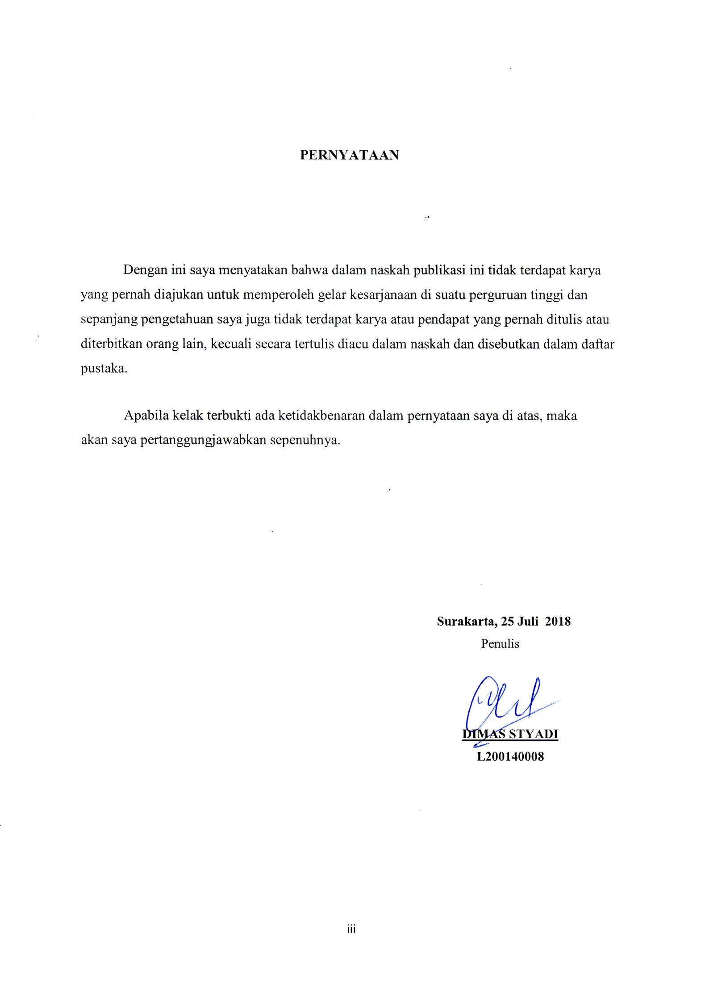 PERNYATAAN
Dengan ini saya menyatakan bahwa dalam naskah publikasi ini tidak terdapat karya
yang pernah diajukan untuk memperoleh gelar kesarjanaan di suatu perguruan tinggi dan
sepanjang pengetahuan saya juga tidak terdapat karya atau pendapat yang pernah ditulis atau
diterbitkan orang lain, kecuali secara tertulis diacu dalam naskah dan disebutkan dalam daftar
pustaka.
Apabila kelak terbukti ada ketidakbenaran dalam pernyataan saya di atas, maka
akan saya pertanggungjawabkan sepenuhnya.
Surakarta, 25 Juli 2018
Penulis
DIMAS STYADI
L200140008
iii